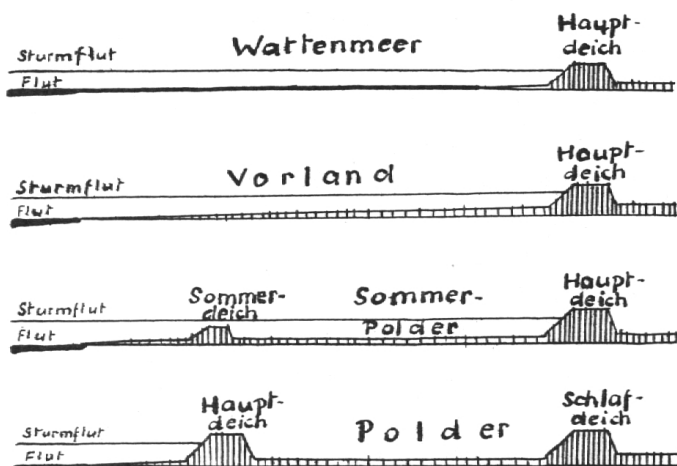 Haupt-
Sturmflut Wattenmeer deich
Flut
Haupt-
Sturmflut Vorland deich
Flut
Sommer- Sommer- Haupt-
Sturmflut deich deich
Flut Polder
Haupt- Schlaf-
deich Polder deich
Sturmflut
Flut